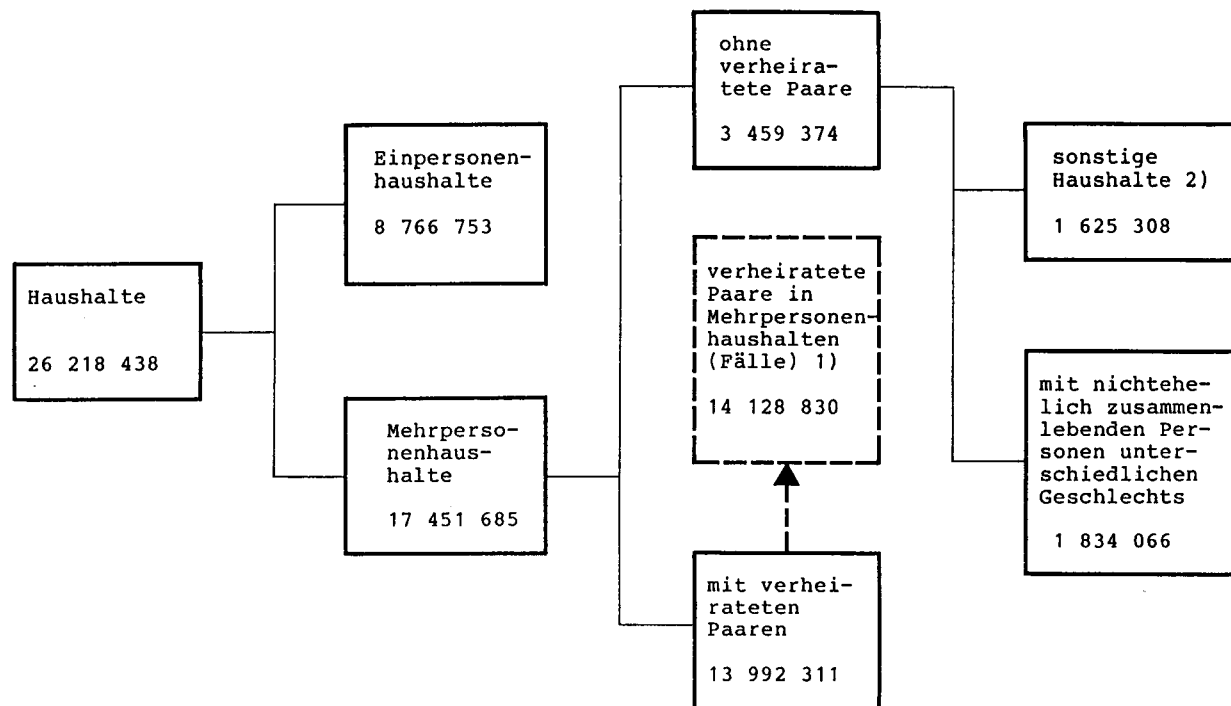 Haushalte
26 218 438
Einpersonen-
haushalte
8 766 753
Mehrperso-
nenhaus-
halte
17 451 685
ohne
verheira-
tete Paare
3 459 374
verheiratete
Paare in
Mehrpersonen-
haushalten
(Fälle) 1)
14 128 830
mit verhei-
rateten
Paaren
13 992 311
sonstige
Haushalte 2)
1 625 308
mit nichtehe-
lich zusammen-
lebenden Per-
sonen unter-
schiedlichen
Geschlechts
1 834 066